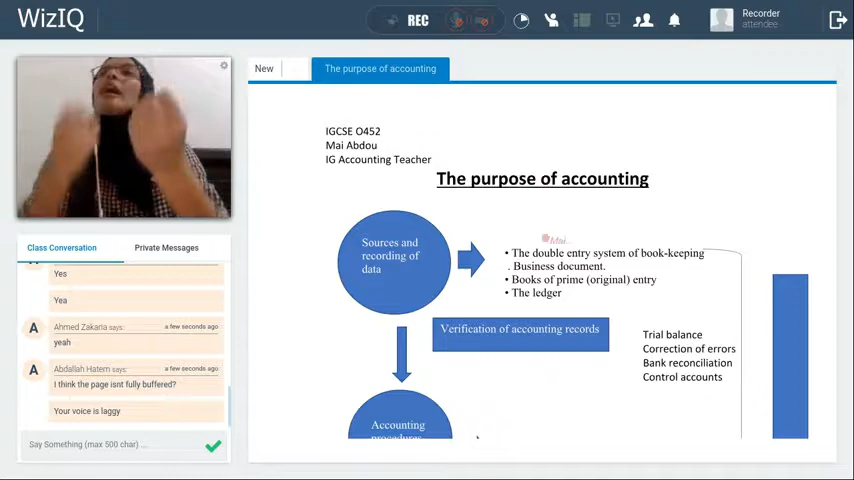 WizIQ
REC
Recorder
attendee
New
The purpose of accounting
IGCSE O452
Mai Abdou
IG Accounting Teacher
The purpose of accounting
Sources and
recording of
data
Mai..
• The double entry system of book-keeping
. Business document.
• Books of prime (original) entry
• The ledger
Verification of accounting records
Trial balance
Correction of errors
Bank reconciliation
Control accounts
Accounting
procedures
Class Conversation
Private Messages
A
Yes
Yea
A
Ahmed Zakaria says:
a few seconds ago
yeah
A
Abdallah Hatem says:
a few seconds ago
I think the page isnt fully buffered?
Your voice is laggy
Say Something (max 500 char) ...